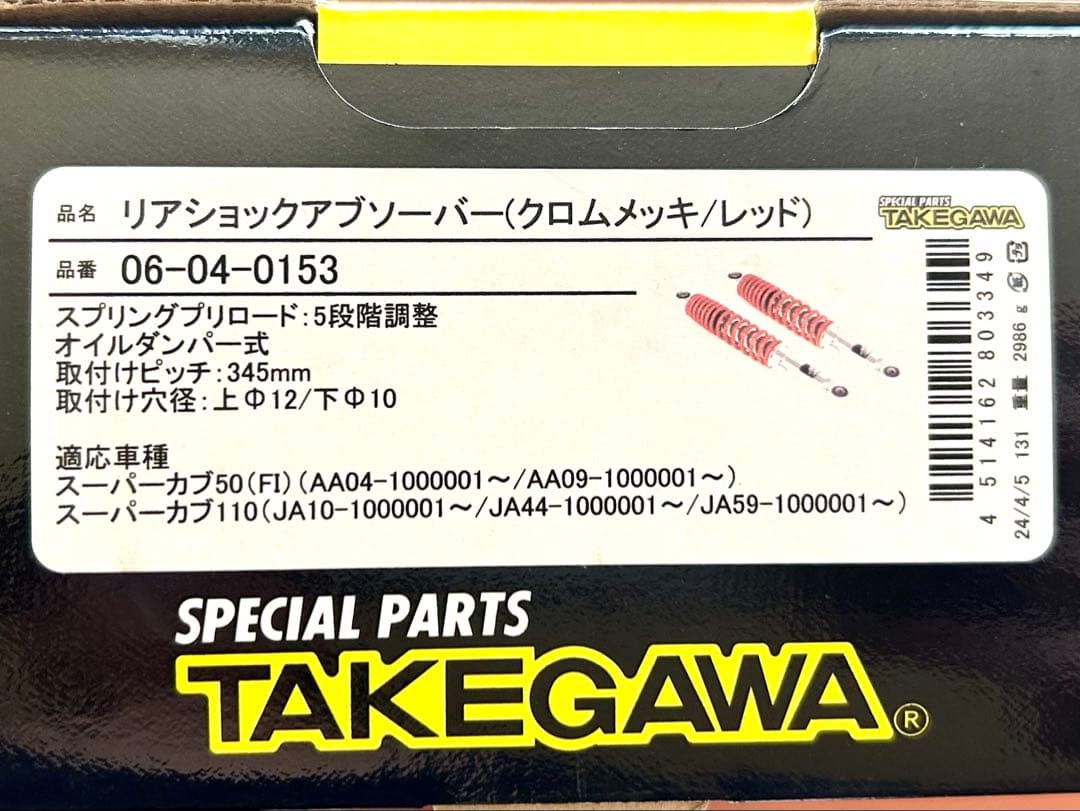 品名 リアショックアブソーバー(クロムメッキ/レッド)
SPECIAL PARTS
TAKEGAWA
品番 06-04-0153
スプリングプリロード:5段階調整
オイルダンパー式
取付けピッチ:345mm
取付け穴径:上Φ12/下Φ10
適応車種
スーパーカブ50(FI)(AA04-1000001~/AA09-1000001~)
スーパーカブ110(JA10-1000001~/JA44-1000001~/JA59-1000001~)
4 514162 803349
24/4/5 131 重量 2986 g 紙 プラ
SPECIAL PARTS
TAKEGAWA®